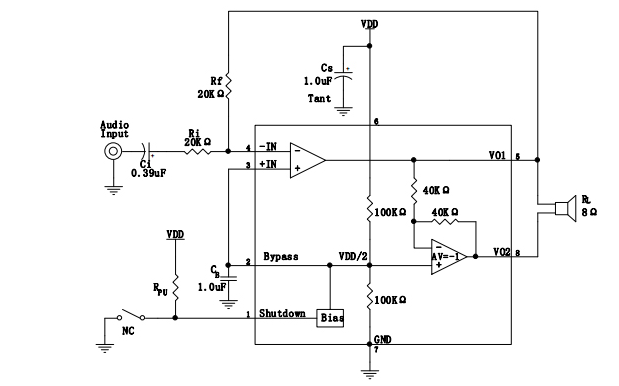 VDD
Cs
+
1.0uF
Tant
Rf
20KΩ
6
Audio
Input
Ri
20KΩ
Ci
+
0.39uF
4 -IN
3 +IN
-
+
VO1 5
40KΩ
40KΩ
100KΩ
RL
8Ω
-
AV=-1
+
VO2 8
VDD
CB
1.0uF
2 Bypass
VDD/2
RPU
100KΩ
1 Shutdown
Bias
NC
GND
7